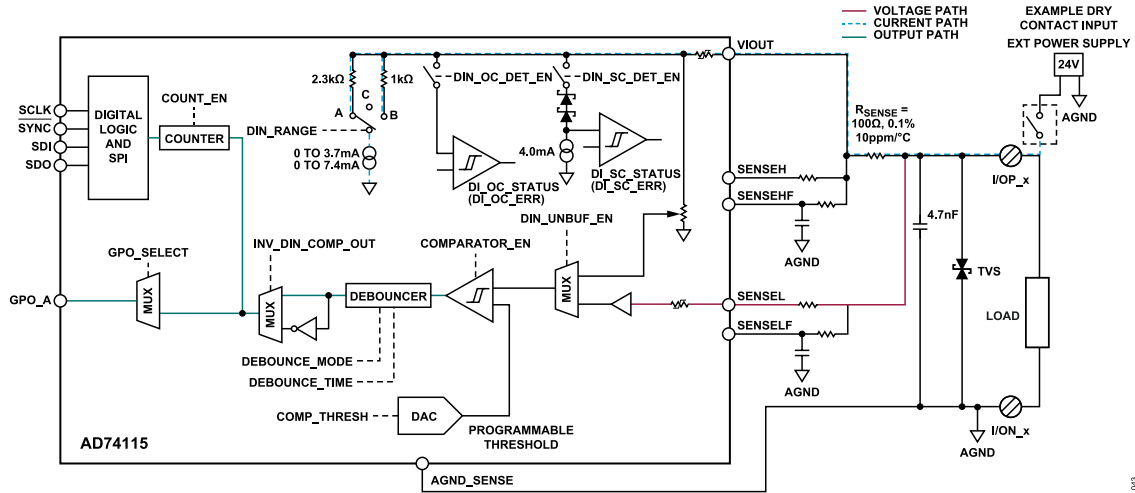 VOLTAGE PATH
CURRENT PATH
OUTPUT PATH
EXAMPLE DRY
CONTACT INPUT
EXT POWER SUPPLY
24V
AGND
VIOUT
2.3kΩ
1kΩ
C
A
B
DIN_OC_DET_EN
DIN_SC_DET_EN
SCLK
SYNC
SDI
SDO
DIGITAL
LOGIC
AND
SPI
COUNT_EN
COUNTER
DIN_RANGE
0 TO 3.7mA
0 TO 7.4mA
4.0mA
DI_OC_STATUS
(DI_OC_ERR)
DI_SC_STATUS
(DI_SC_ERR)
RSENSE =
100Ω, 0.1%
10ppm/°C
I/OP_x
SENSEH
SENSEHF
AGND
4.7nF
TVS
LOAD
DIN_UNBUF_EN
COMPARATOR_EN
INV_DIN_COMP_OUT
GPO_SELECT
GPO_A
MUX
MUX
DEBOUNCER
MUX
SENSEL
SENSELF
AGND
DEBOUNCE_MODE
DEBOUNCE_TIME
COMP_THRESH
DAC
PROGRAMMABLE
THRESHOLD
AD74115
AGND_SENSE
AGND
I/ON_x
043